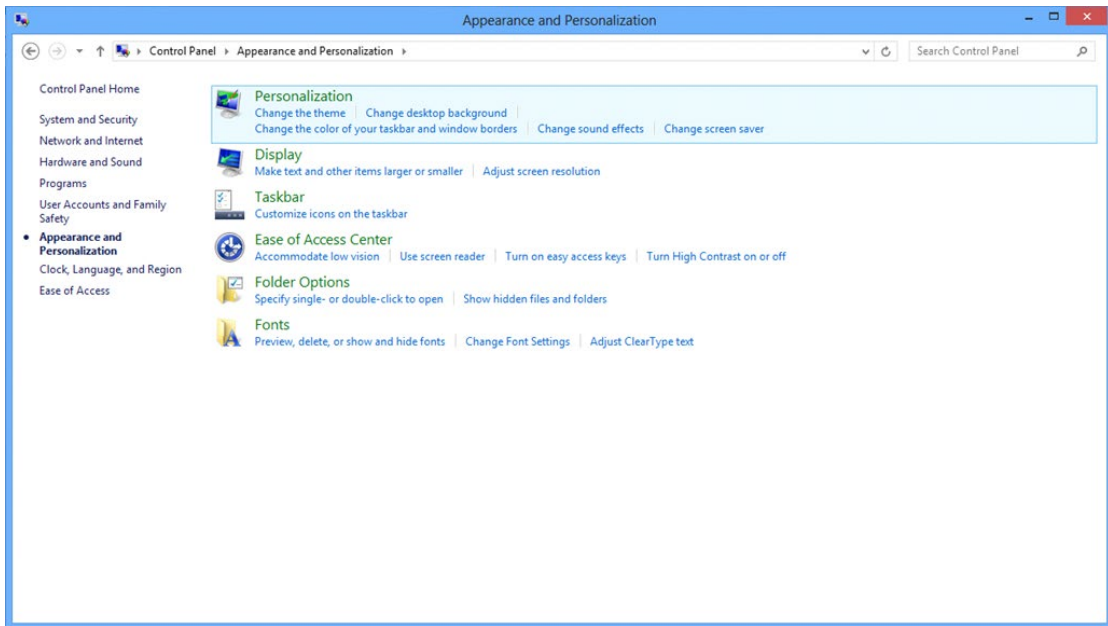 Appearance and Personalization
Control Panel Appearance and Personalization
Search Control Panel
Control Panel Home
System and Security
Network and Internet
Hardware and Sound
Programs
User Accounts and Family
Safety
Appearance and
Personalization
Clock, Language, and Region
Ease of Access
Personalization
Change the theme Change desktop background
Change the color of your taskbar and window borders Change sound effects Change screen saver
Display
Make text and other items larger or smaller Adjust screen resolution
Taskbar
Customize icons on the taskbar
Ease of Access Center
Accommodate low vision Use screen reader Turn on easy access keys Turn High Contrast on or off
Folder Options
Specify single- or double-click to open Show hidden files and folders
Fonts
Preview, delete, or show and hide fonts Change Font Settings Adjust ClearType text